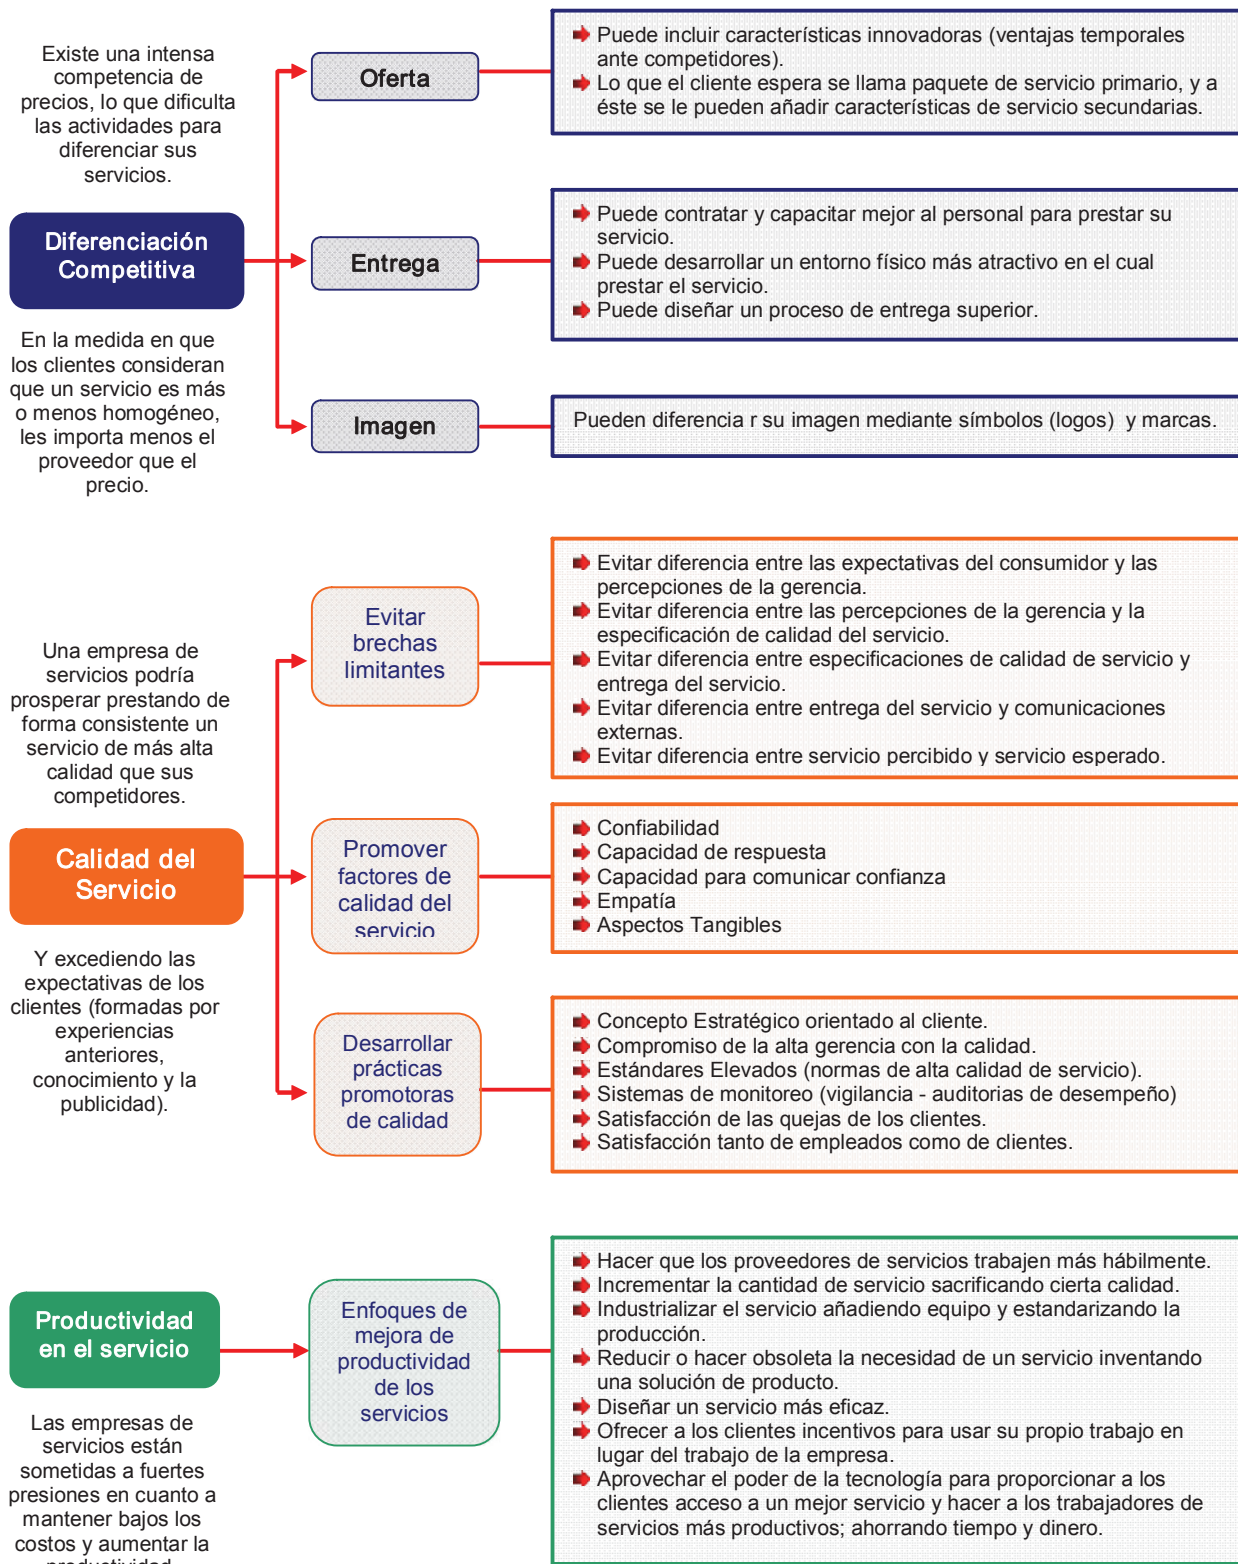 Existe una intensa
competencia de
precios, lo que dificulta
las actividades para
diferenciar sus
servicios.
Diferenciación
Competitiva
En la medida en que
los clientes consideran
que un servicio es más
o menos homogéneo,
les importa menos el
proveedor que el
precio.
Oferta
Puede incluir características innovadoras (ventajas temporales
ante competidores).
Lo que el cliente espera se llama paquete de servicio primario, y a
éste se le pueden añadir características de servicio secundarias.
Entrega
Puede contratar y capacitar mejor al personal para prestar su
servicio.
Puede desarrollar un entorno físico más atractivo en el cual
prestar el servicio.
Puede diseñar un proceso de entrega superior.
Imagen
Pueden diferencia r su imagen mediante símbolos (logos) y marcas.
Una empresa de
servicios podría
prosperar prestando de
forma consistente un
servicio de más alta
calidad que sus
competidores.
Calidad del
Servicio
Y excediendo las
expectativas de los
clientes (formadas por
experiencias
anteriores,
conocimiento y la
publicidad).
Evitar
brechas
limitantes
Evitar diferencia entre las expectativas del consumidor y las
percepciones de la gerencia.
Evitar diferencia entre las percepciones de la gerencia y la
especificación de calidad del servicio.
Evitar diferencia entre especificaciones de calidad de servicio y
entrega del servicio.
Evitar diferencia entre entrega del servicio y comunicaciones
externas.
Evitar diferencia entre servicio percibido y servicio esperado.
Promover
factores de
calidad del
servicio
Confiabilidad
Capacidad de respuesta
Capacidad para comunicar confianza
Empatía
Aspectos Tangibles
Desarrollar
prácticas
promotoras
de calidad
Concepto Estratégico orientado al cliente.
Compromiso de la alta gerencia con la calidad.
Estándares Elevados (normas de alta calidad de servicio).
Sistemas de monitoreo (vigilancia - auditorias de desempeño)
Satisfacción de las quejas de los clientes.
Satisfacción tanto de empleados como de clientes.
Productividad
en el servicio
Las empresas de
servicios están
sometidas a fuertes
presiones en cuanto a
mantener bajos los
costos y aumentar la
productividad
Enfoques de
mejora de
productividad
de los
servicios
Hacer que los proveedores de servicios trabajen más hábilmente.
Incrementar la cantidad de servicio sacrificando cierta calidad.
Industrializar el servicio añadiendo equipo y estandarizando la
producción.
Reducir o hacer obsoleta la necesidad de un servicio inventando
una solución de producto.
Diseñar un servicio más eficaz.
Ofrecer a los clientes incentivos para usar su propio trabajo en
lugar del trabajo de la empresa.
Aprovechar el poder de la tecnología para proporcionar a los
clientes acceso a un mejor servicio y hacer a los trabajadores de
servicios más productivos; ahorrando tiempo y dinero.